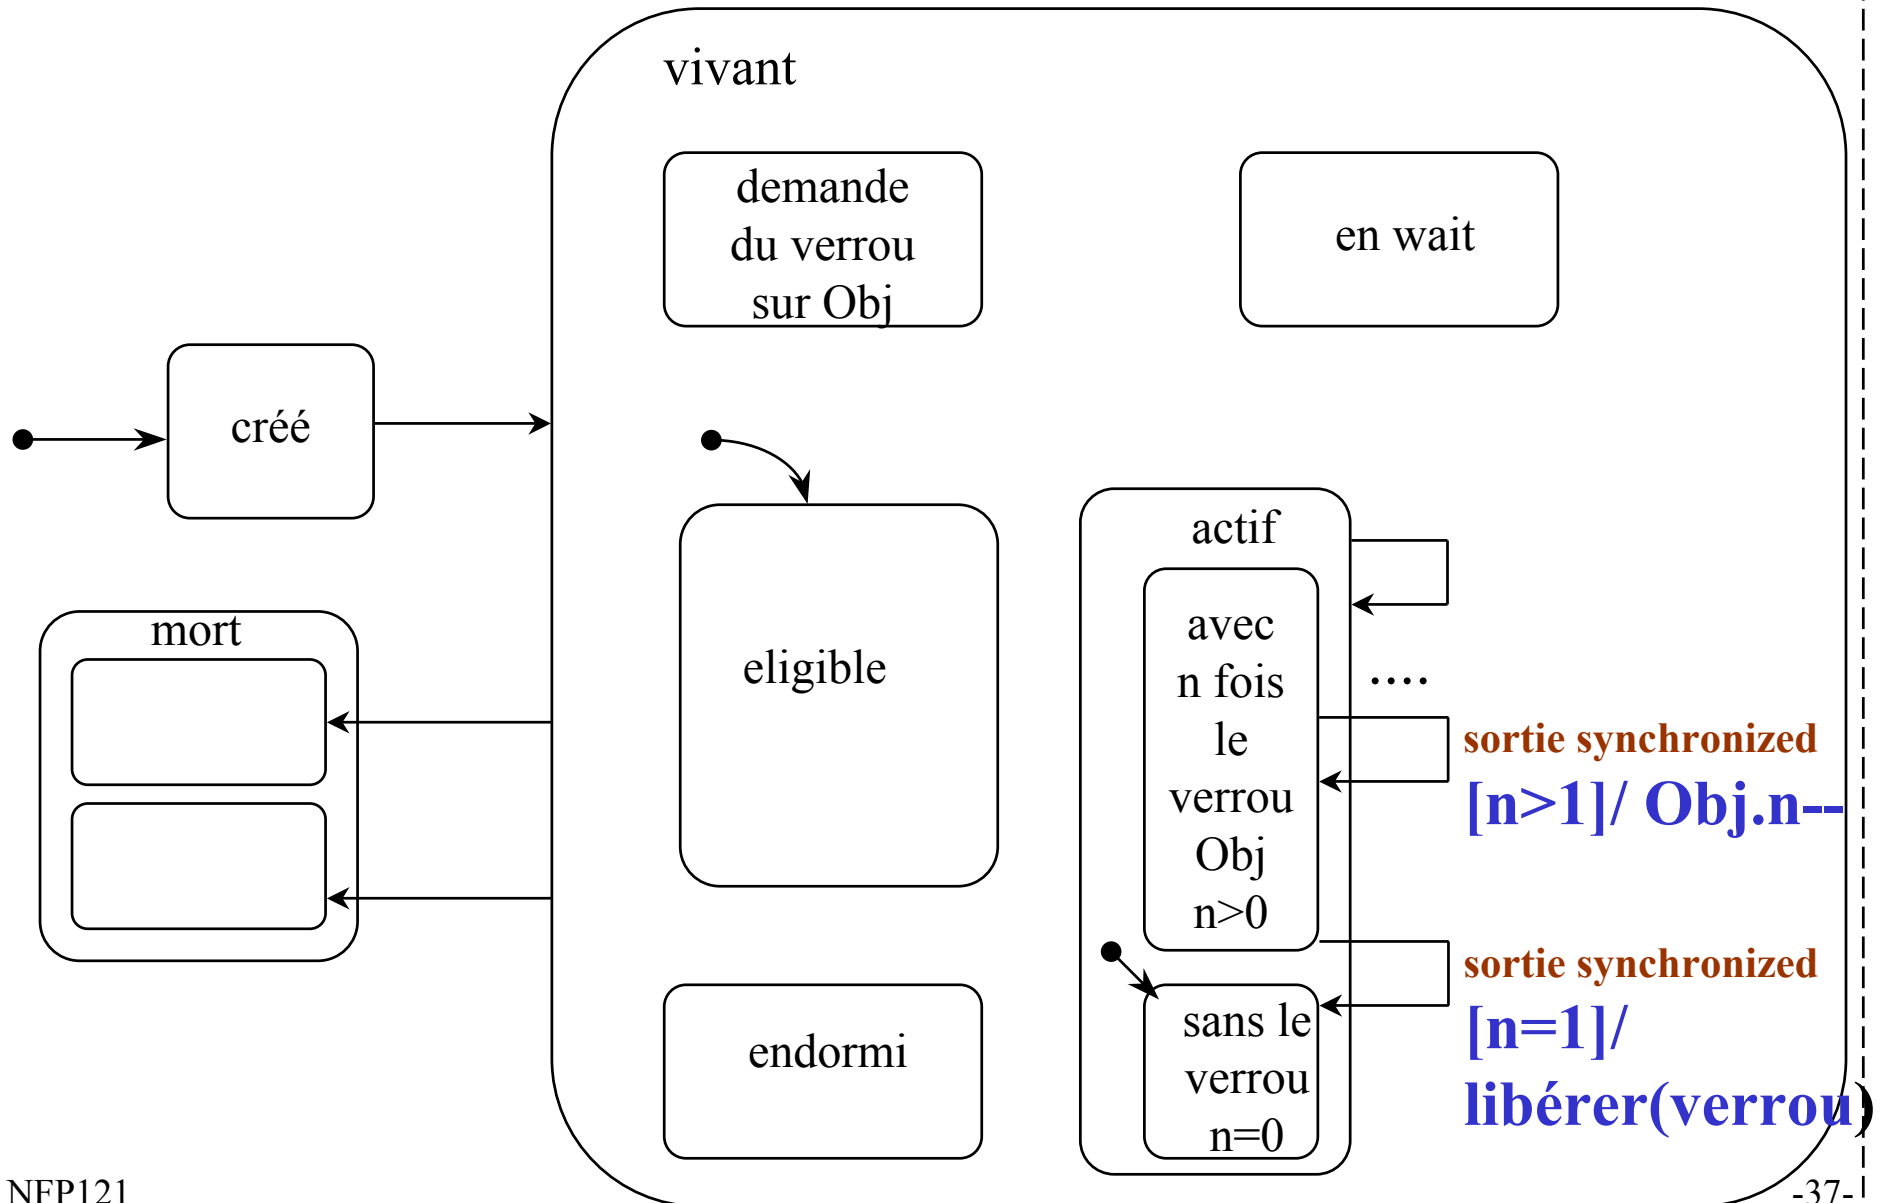 vivant
demande
du verrou
sur Obj
en wait
créé
actif
avec
n fois
le
verrou
Obj
n>0
....
mort
eligible
sortie synchronized
[n>1]/ Obj.n--
sortie synchronized
[n=1]/
libérer(verrou)
sans le
verrou
n=0
endormi
NFP121
-37-